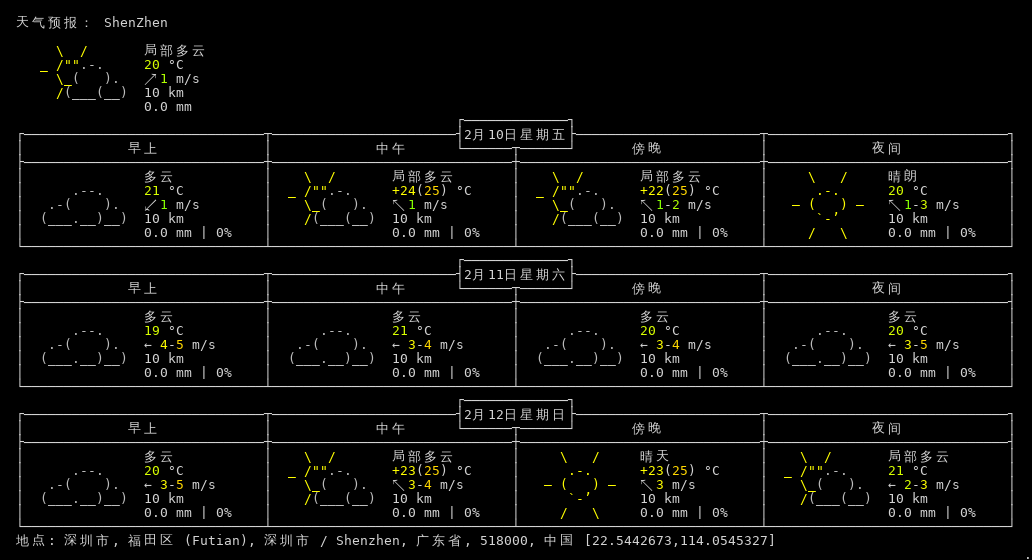 天气预报： ShenZhen
局部多云
20 °C
↗1 m/s
10 km
0.0 mm
2月10日星期五
早上 中午 傍晚 夜间
多云 局部多云 局部多云 晴朗
21 °C +24(25) °C +22(25) °C 20 °C
↙1 m/s ↖1 m/s ↖1-2 m/s ↖1-3 m/s
10 km 10 km 10 km 10 km
0.0 mm | 0% 0.0 mm | 0% 0.0 mm | 0% 0.0 mm | 0%
2月11日星期六
早上 中午 傍晚 夜间
多云 多云 多云 多云
19 °C 21 °C 20 °C 20 °C
← 4-5 m/s ← 3-4 m/s ← 3-4 m/s ← 3-5 m/s
10 km 10 km 10 km 10 km
0.0 mm | 0% 0.0 mm | 0% 0.0 mm | 0% 0.0 mm | 0%
2月12日星期日
早上 中午 傍晚 夜间
多云 局部多云 晴天 局部多云
20 °C +23(25) °C +23(25) °C 21 °C
← 3-5 m/s ↖3-4 m/s ↖3 m/s ← 2-3 m/s
10 km 10 km 10 km 10 km
0.0 mm | 0% 0.0 mm | 0% 0.0 mm | 0% 0.0 mm | 0%
地点: 深圳市, 福田区 (Futian), 深圳市 / Shenzhen, 广东省, 518000, 中国 [22.5442673,114.0545327]